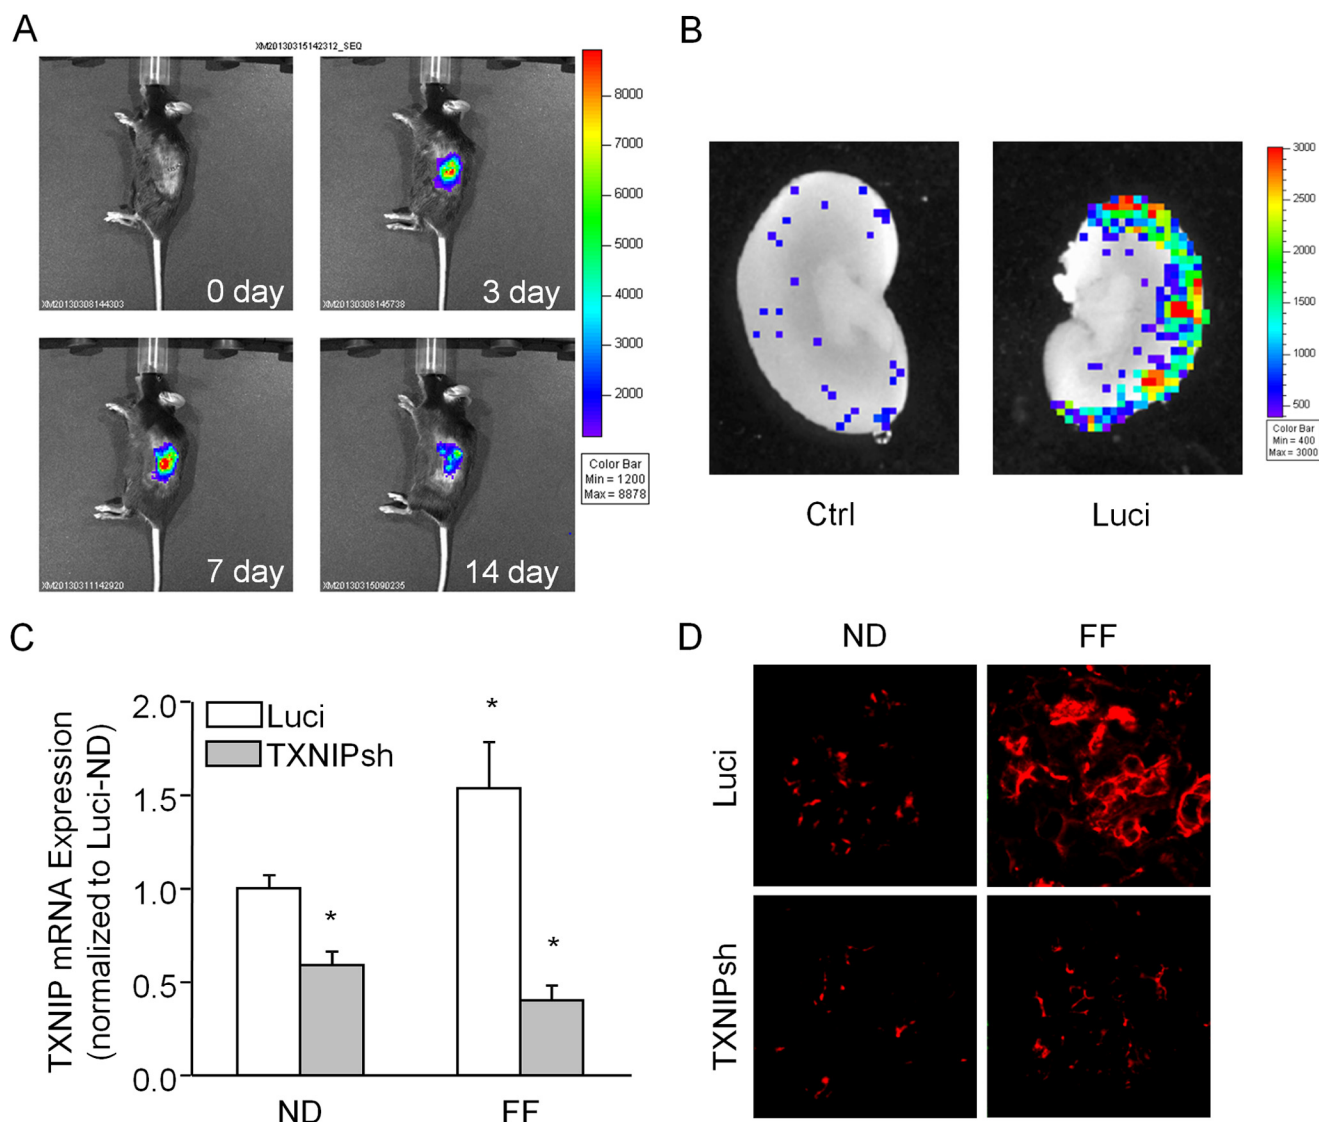 A
XM20130315142312_SEQ
XM20130308144303
0 day
XM20130308145738
3 day
XM20130311142920
7 day
XM20130315090235
14 day
8000
7000
6000
5000
4000
3000
2000
Color Bar
Min = 1200
Max = 8878
B
Ctrl
Luci
3000
2500
2000
1500
1000
500
Color Bar
Min = 400
Max = 3000
C
TXNIP mRNA Expression
(normalized to Luci-ND)
2.0
1.5
1.0
0.5
0.0
Luci
TXNIPsh
*
*
*
ND
FF
D
ND
FF
Luci
TXNIPsh